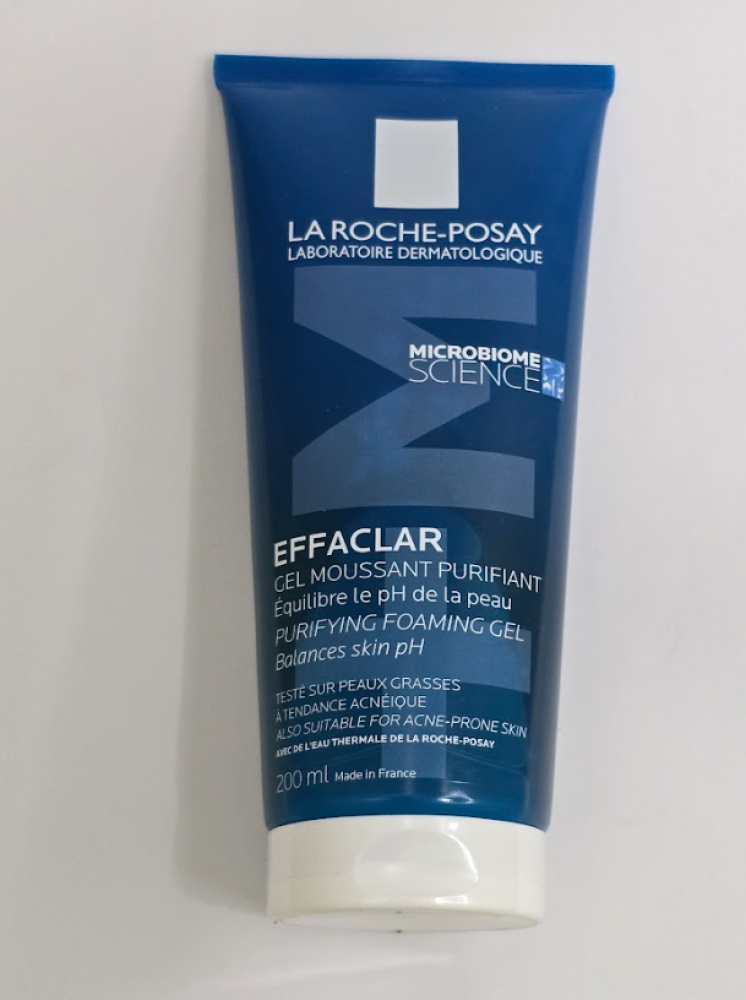 LA ROCHE-POSAY
LABORATOIRE DERMATOLOGIQUE
MICROBIOME
SCIENCE
EFFACLAR
GEL MOUSSANT PURIFIANT
Équilibre le pH de la peau
PURIFYING FOAMING GEL
Balances skin pH
TESTÉ SUR PEAUX GRASSES
À TENDANCE ACNÉIQUE
ALSO SUITABLE FOR ACNE-PRONE SKIN
AVEC DE L'EAU THERMALE DE LA ROCHE-POSAY
200 ml Made in France